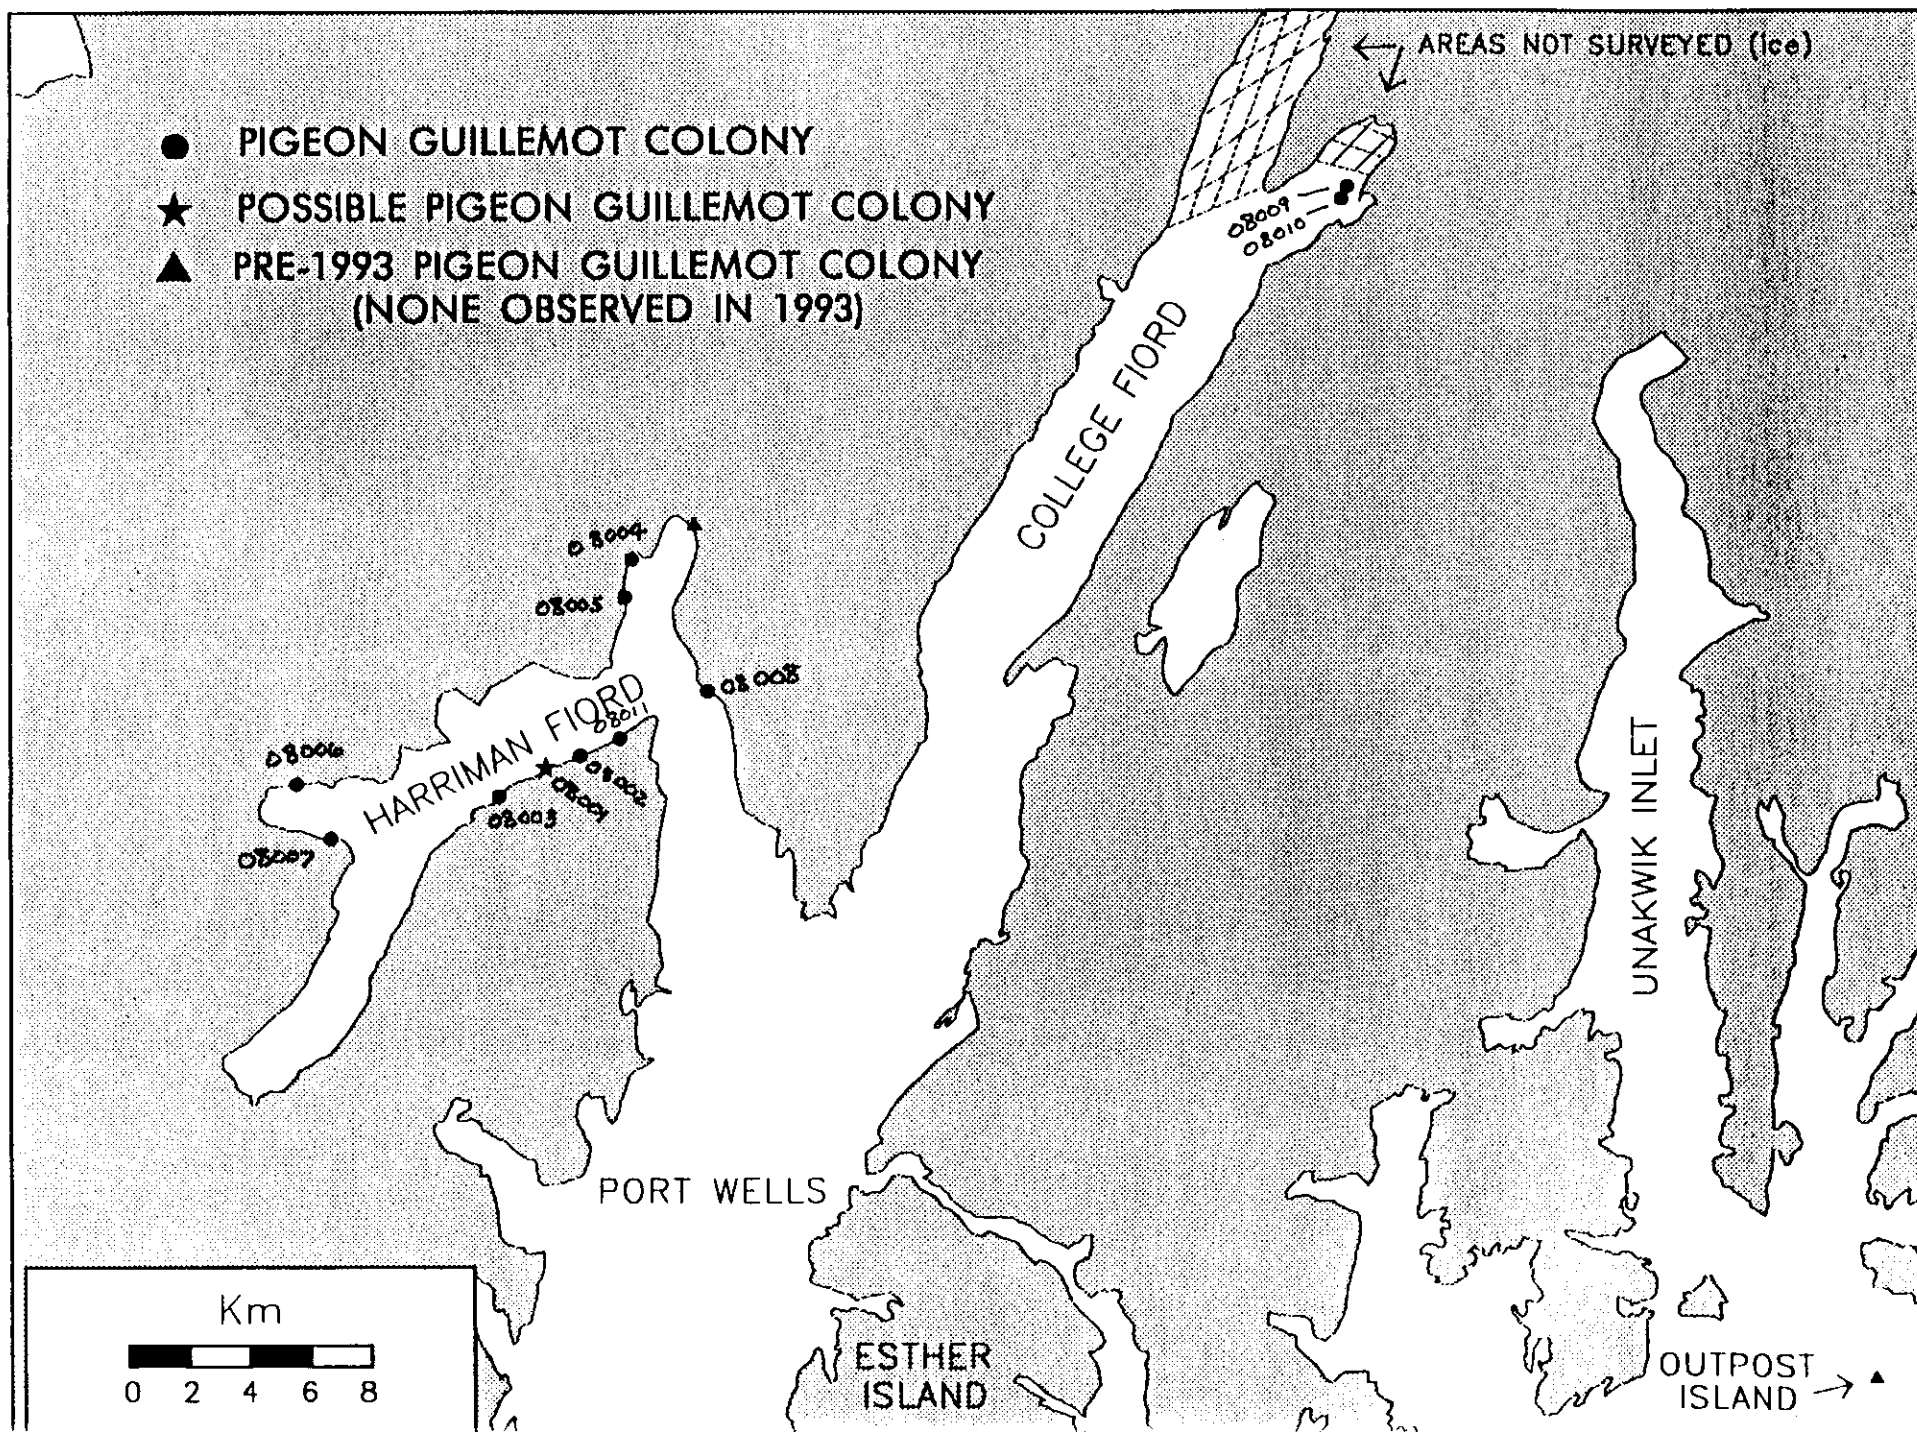 AREAS NOT SURVEYED (Ice)
PIGEON GUILLEMOT COLONY
POSSIBLE PIGEON GUILLEMOT COLONY
PRE-1993 PIGEON GUILLEMOT COLONY
(NONE OBSERVED IN 1993)
08009
08010
COLLEGE FIORD
08004
08005
08008
HARRIMAN FIORD
08011
08006
08002
08001
08003
08007
UNAKWIK INLET
PORT WELLS
Km
0 2 4 6 8
ESTHER
ISLAND
OUTPOST
ISLAND